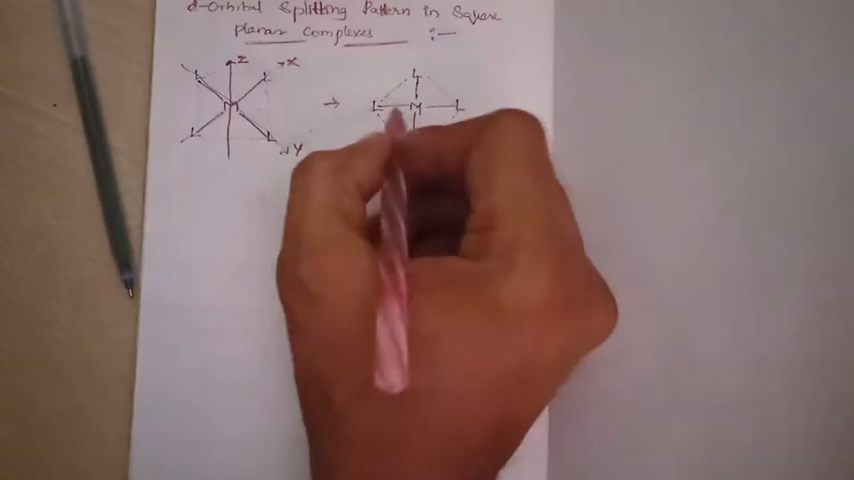 d-Orbital Splitting Pattern in Square
Planar Complexes :-
Z
L L X
M
L L Y
→ L
L M L